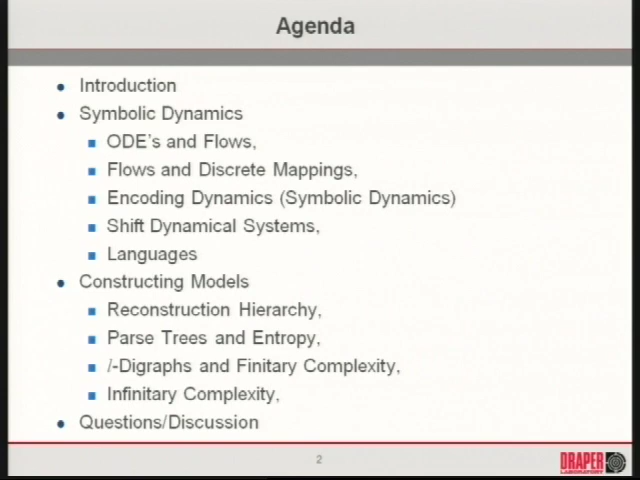 Agenda
• Introduction
• Symbolic Dynamics
▪ ODE's and Flows,
▪ Flows and Discrete Mappings,
▪ Encoding Dynamics (Symbolic Dynamics)
▪ Shift Dynamical Systems,
▪ Languages
• Constructing Models
▪ Reconstruction Hierarchy,
▪ Parse Trees and Entropy,
▪ l-Digraphs and Finitary Complexity,
▪ Infinitary Complexity,
• Questions/Discussion
2
DRAPER
LABORATORY